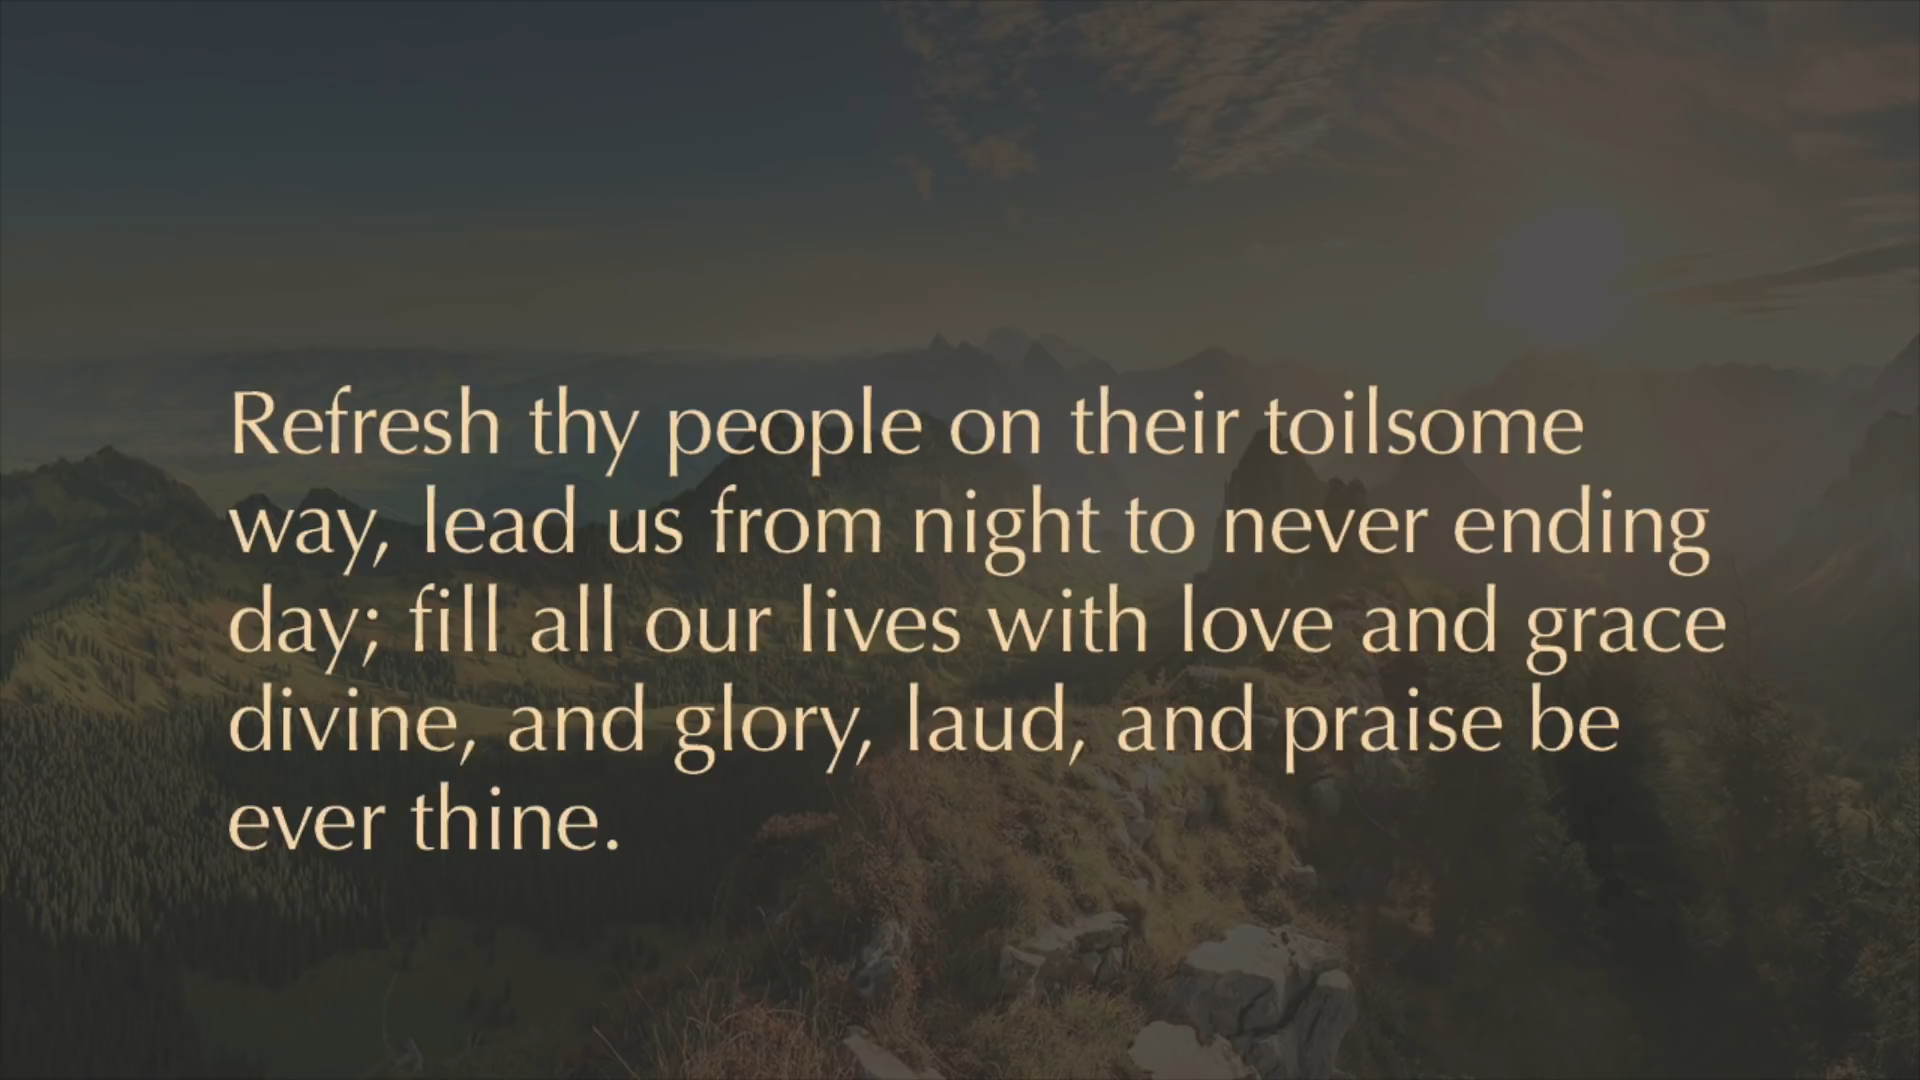 Refresh thy people on their toilsome
way, lead us from night to never ending
day; fill all our lives with love and grace
divine, and glory, laud, and praise be
ever thine.